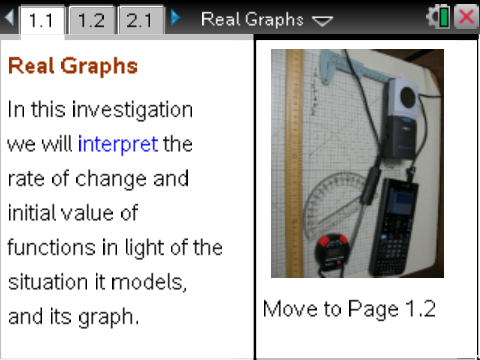 1.1 1.2 2.1 Real Graphs
Real Graphs
In this investigation
we will interpret the
rate of change and
initial value of
functions in light of the
situation it models,
and its graph.
Move to Page 1.2